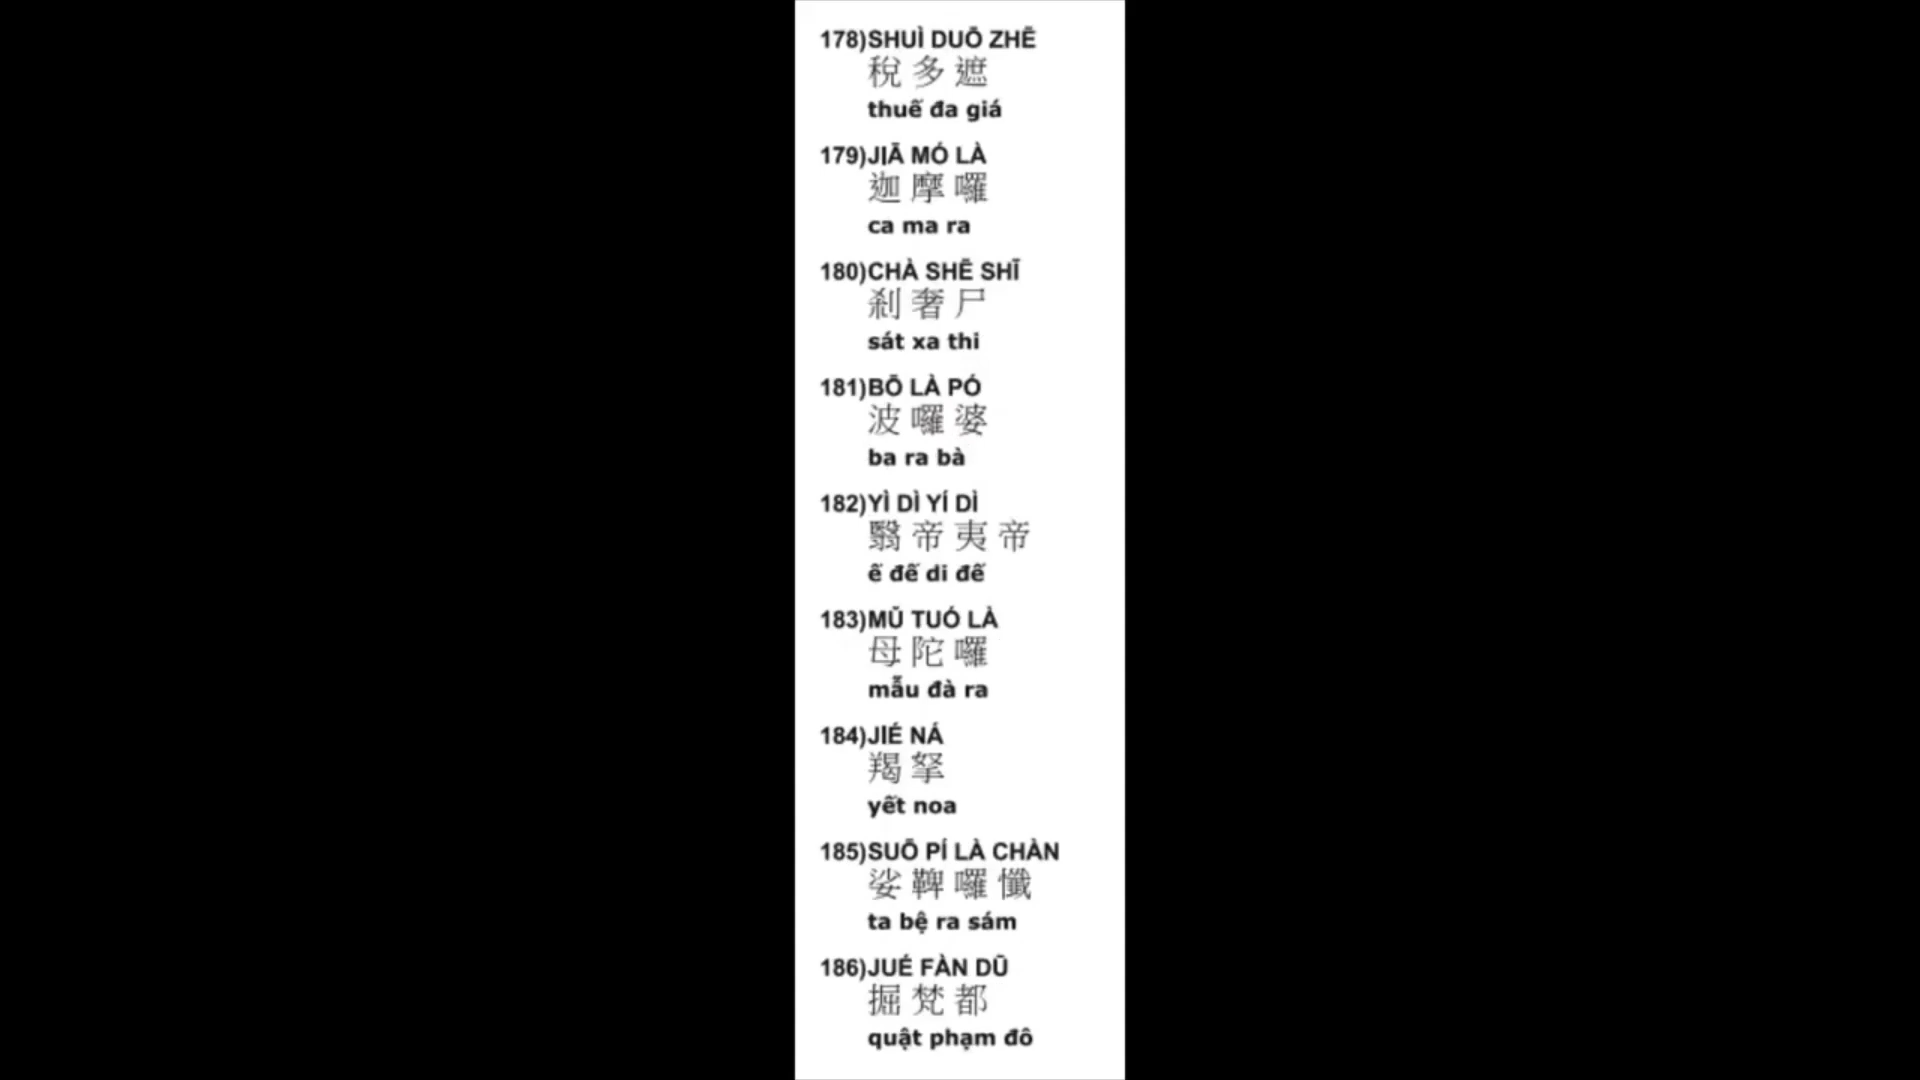 178)SHUÌ DUŌ ZHĒ
稅 多 遮
thuế đa giá
179)JIĀ MÓ LÀ
迦 摩 囉
ca ma ra
180)CHÀ SHĒ SHĪ
剎 奢 尸
sát xa thi
181)BŌ LÀ PÓ
波 囉 婆
ba ra bà
182)YÌ DÌ YÍ DÌ
翳 帝 夷 帝
ế đế di đế
183)MǓ TUÓ LÀ
母 陀 囉
mẫu đà ra
184)JIÉ NÁ
羯 拏
yết noa
185)SUŌ PÍ LÀ CHÀN
娑 鞞 囉 懺
ta bệ ra sám
186)JUÉ FÀN DŪ
掘 梵 都
quật phạm đô